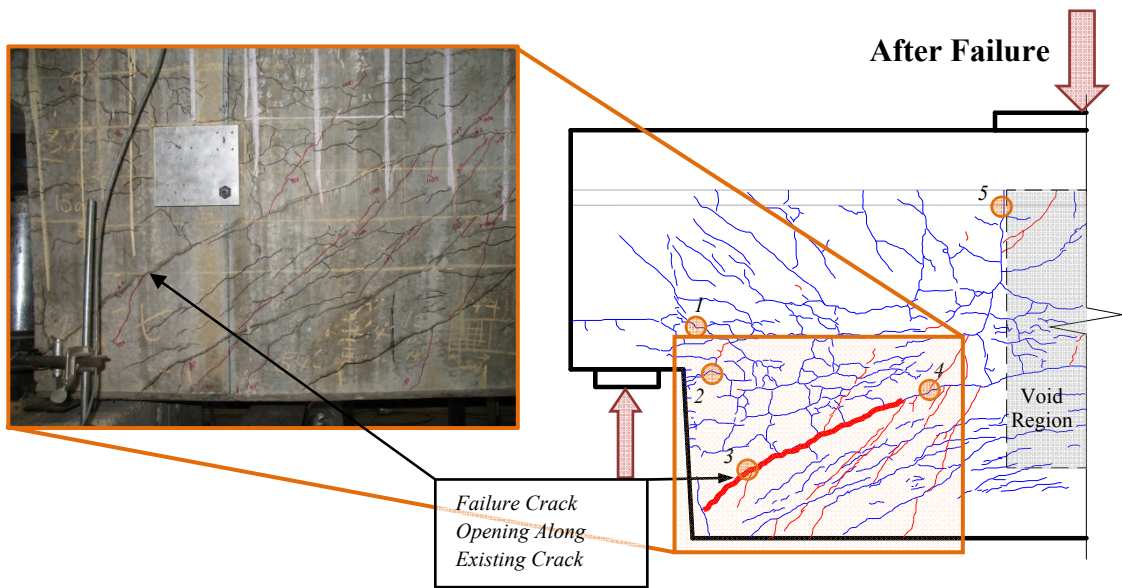 After Failure
1
2
3
4
5
Void
Region
Failure Crack
Opening Along
Existing Crack